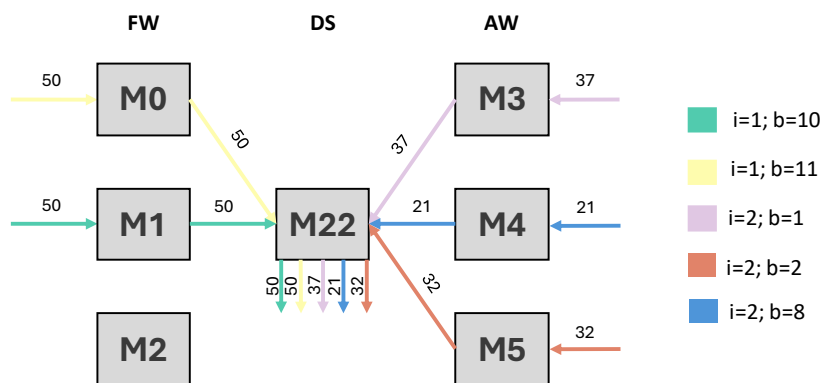 FW DS AW
50 37
M0 M3
50 37
50 50 21 21
M1 M22 M4
50 50 37 21 32 32
M2 M5 32
i=1; b=10
i=1; b=11
i=2; b=1
i=2; b=2
i=2; b=8